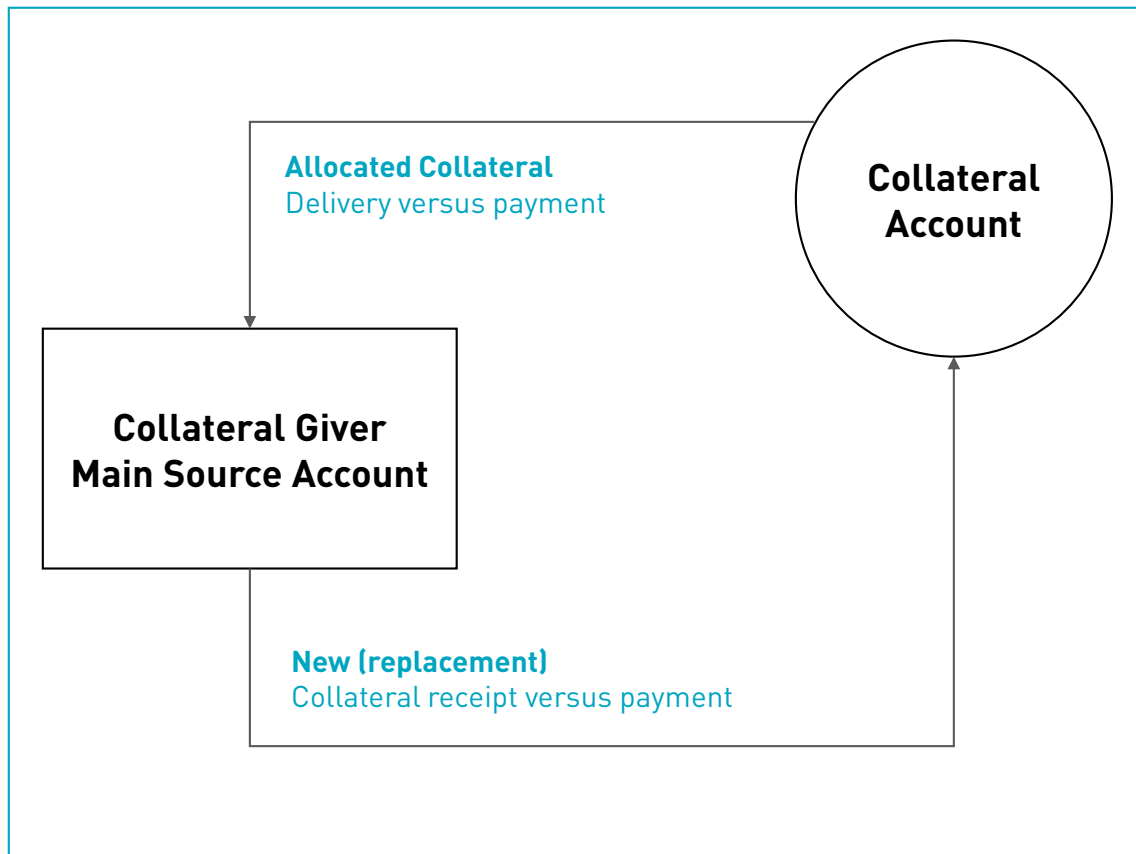 Allocated Collateral
Delivery versus payment
Collateral
Account
Collateral Giver
Main Source Account
New (replacement)
Collateral receipt versus payment